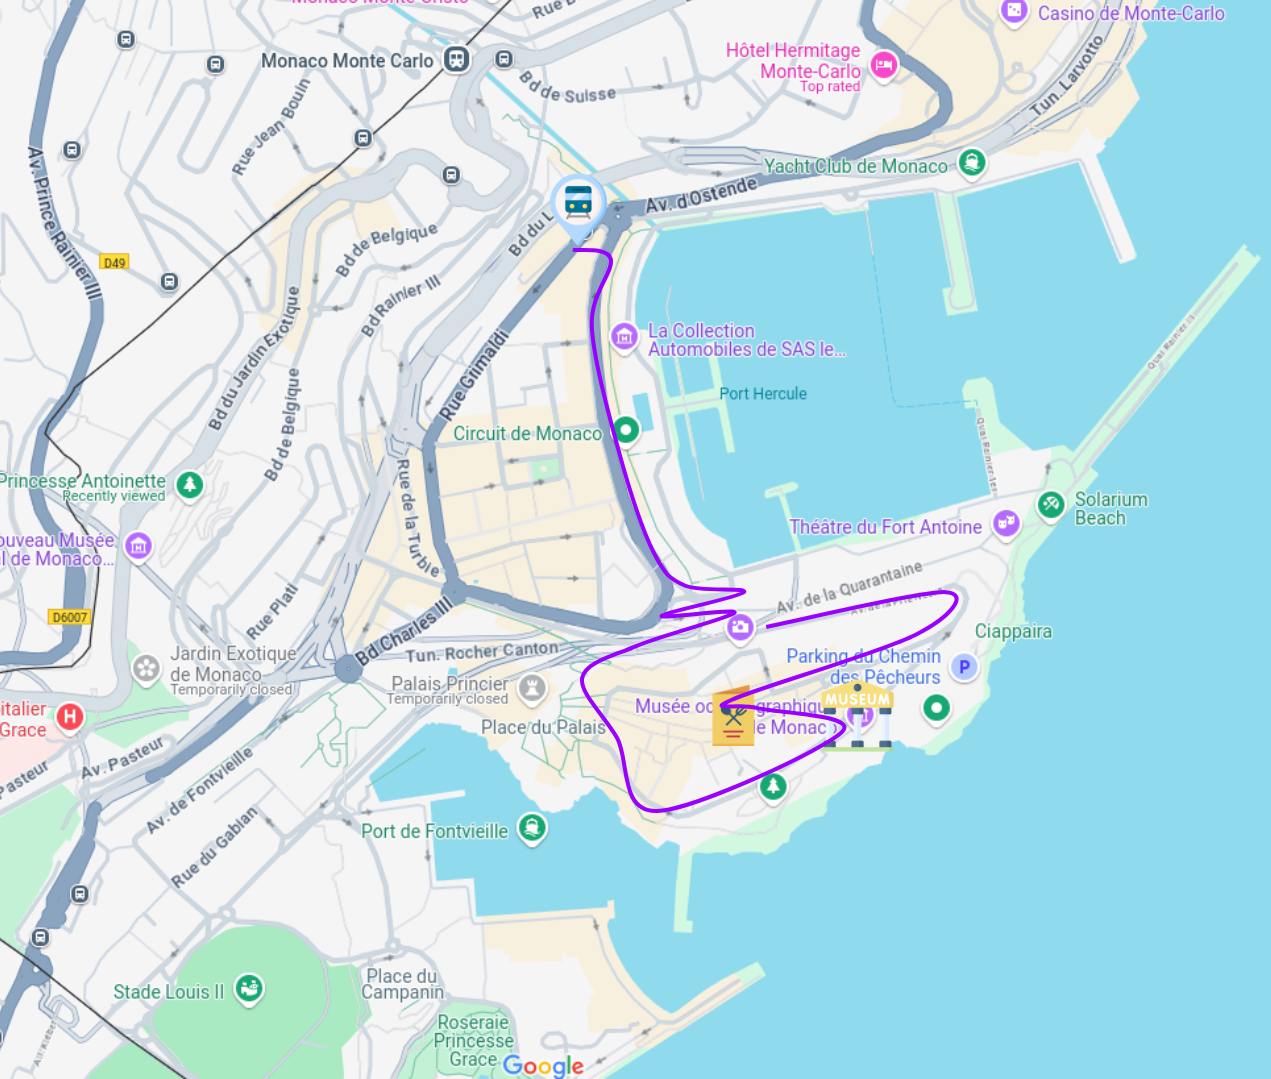 Monaco Monte-Cristo
Rue B
Casino de Monte-Carlo
Hôtel Hermitage
Monte-Carlo
Top rated
Monaco Monte Carlo
Bd de Suisse
Tun. Larvotto
Rue Jean Bouin
Yacht Club de Monaco
Av. d'Ostende
Av. Prince Rainier III
Bd du L
Bd de Belgique
D49
Bd Rainier III
Quai Rainier III
La Collection
Automobiles de SAS le...
Bd du Jardin Exotique
Rue Grimaldi
Port Hercule
Bd de Belgique
Circuit de Monaco
Quai Rainier 1er
Princesse Antoinette
Recently viewed
Rue de la Turbie
Solarium
Beach
Théâtre du Fort Antoine
ouveau Musée
l de Monaco...
Av. de la Quarantaine
D6007
Rue Plati
Bd Charles III
Ciappaira
Tun. Rocher Canton
Jardin Exotique
de Monaco
Temporarily closed
Parking du Chemin
des Pêcheurs
Palais Princier
Temporarily closed
MUSEUM
Musée oc
ographiqu
de Monac
Place du Palais
italier
Grace
H
P
Av. Pasteur
Pasteur
Av. de Fontvieille
Port de Fontvieille
Rue du Gabian
Place du
Campanin
Stade Louis II
Roseraie
Princesse
Grace
Google